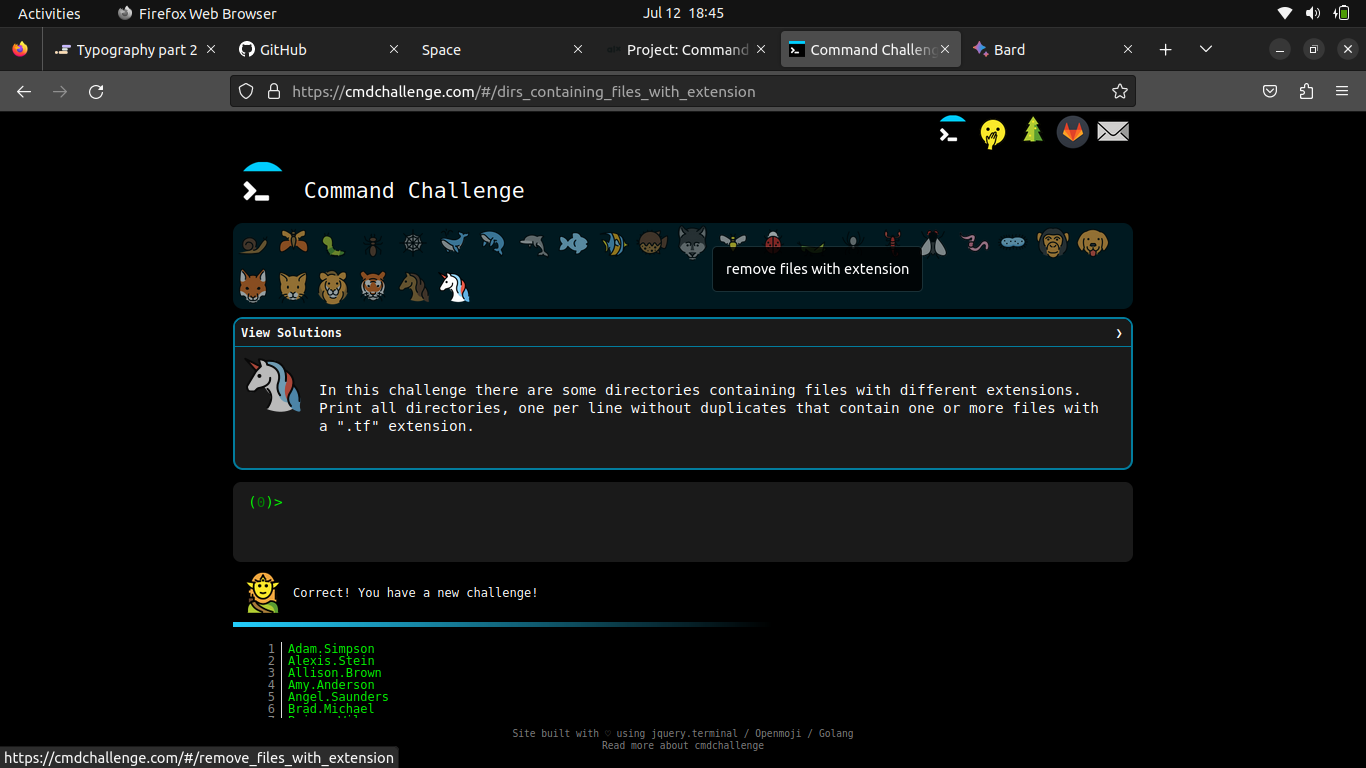 Activities
Firefox Web Browser
Jul 12 18:45
Typography part 2
GitHub
Space
Project: Command
Command Challeng
Bard
https://cmdchallenge.com/#/dirs_containing_files_with_extension
Command Challenge
remove files with extension
View Solutions
In this challenge there are some directories containing files with different extensions.
Print all directories, one per line without duplicates that contain one or more files with
a ".tf" extension.
(0)>
Correct! You have a new challenge!
1 Adam.Simpson
2 Alexis.Stein
3 Allison.Brown
4 Amy.Anderson
5 Angel.Saunders
6 Brad.Michael
Site built with ♡ using jquery.terminal / Openmoji / Golang
Read more about cmdchallenge
https://cmdchallenge.com/#/remove_files_with_extension